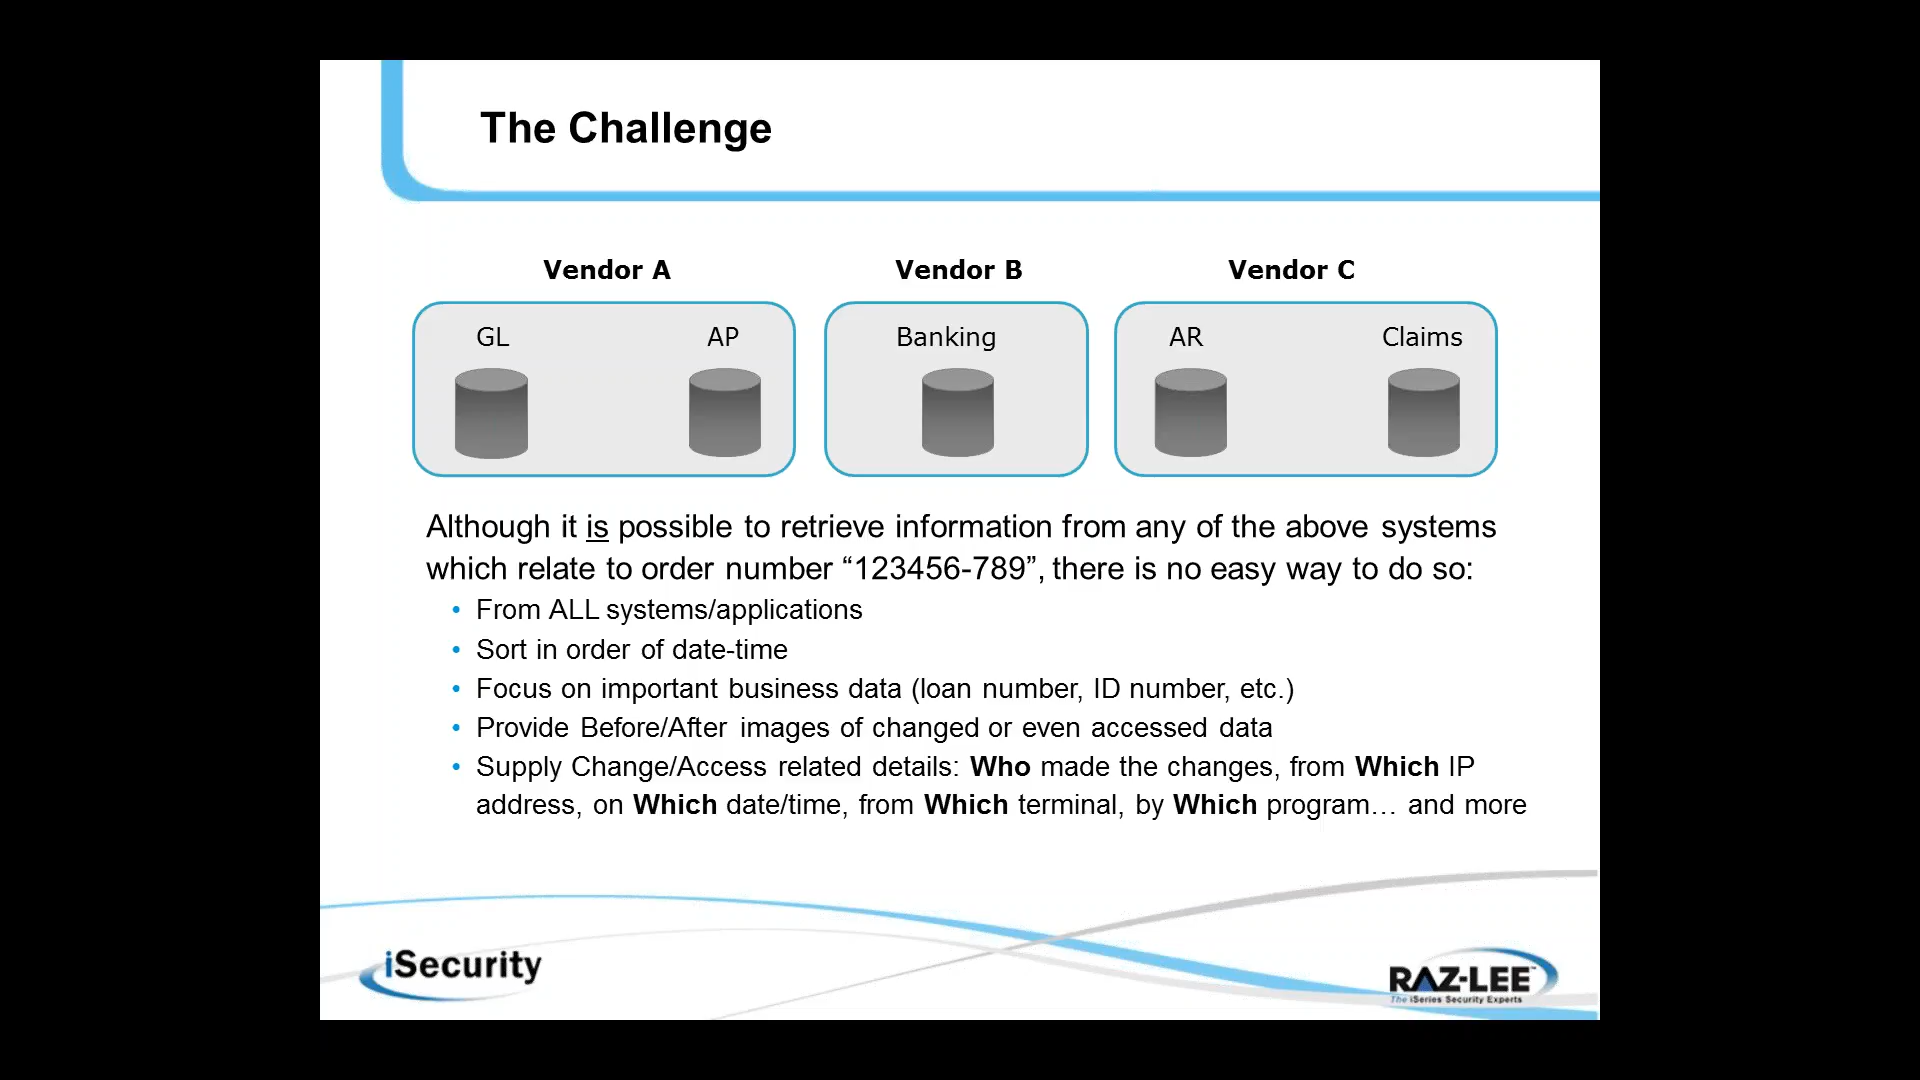 The Challenge
Vendor A Vendor B Vendor C
GL AP Banking AR Claims
Although it is possible to retrieve information from any of the above systems
which relate to order number “123456-789”, there is no easy way to do so:
• From ALL systems/applications
• Sort in order of date-time
• Focus on important business data (loan number, ID number, etc.)
• Provide Before/After images of changed or even accessed data
• Supply Change/Access related details: Who made the changes, from Which IP
address, on Which date/time, from Which terminal, by Which program… and more
iSecurity
RAZ-LEE™
The iSeries Security Experts